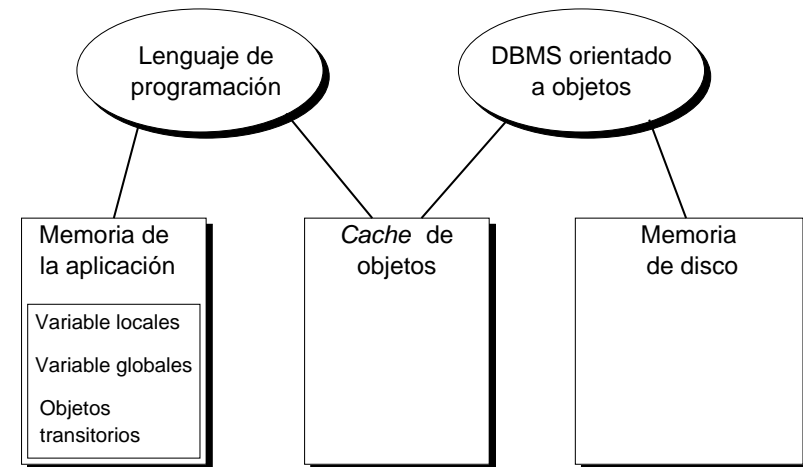 Lenguaje de
programación
DBMS orientado
a objetos
Memoria de
la aplicación
Variable locales
Variable globales
Objetos
transitorios
Cache de
objetos
Memoria
de disco